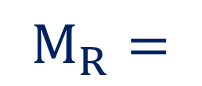 M_R =